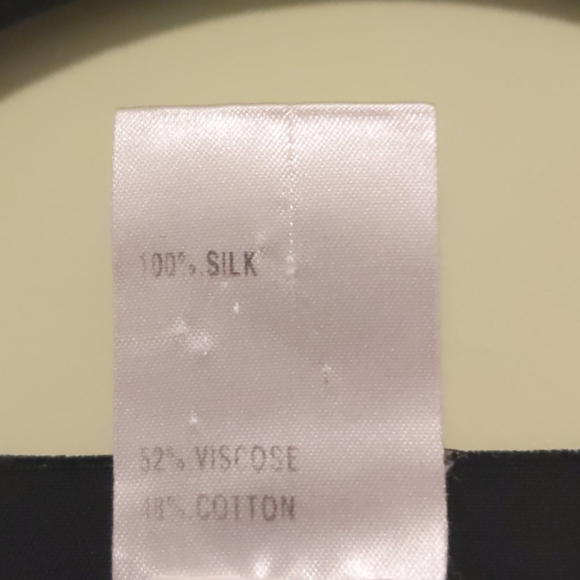 100% SILK
52% VISCOSE
48% COTTON